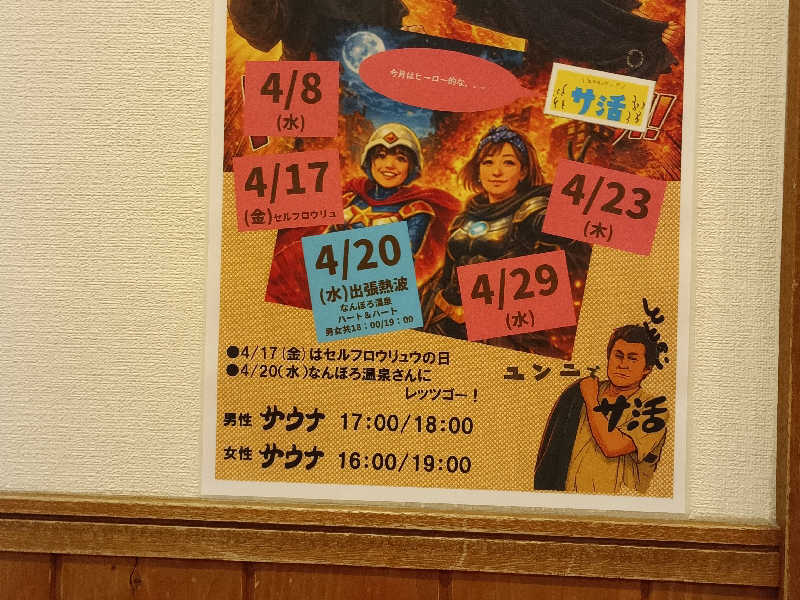 今月はヒーロー的な、、、
サ活
4/8
(水)
4/17
(金)セルフロウリュ
4/20
(水)出張熱波
なんぽろ温泉
ハート&ハート
男女共18:00/19:00
4/23
(木)
4/29
(水)
●4/17(金)はセルフロウリュウの日
●4/20(水)なんぽろ温泉さんに
レッツゴー!
男性 サウナ 17:00/18:00
女性 サウナ 16:00/19:00
ユンニで
ととのい
サ活
!